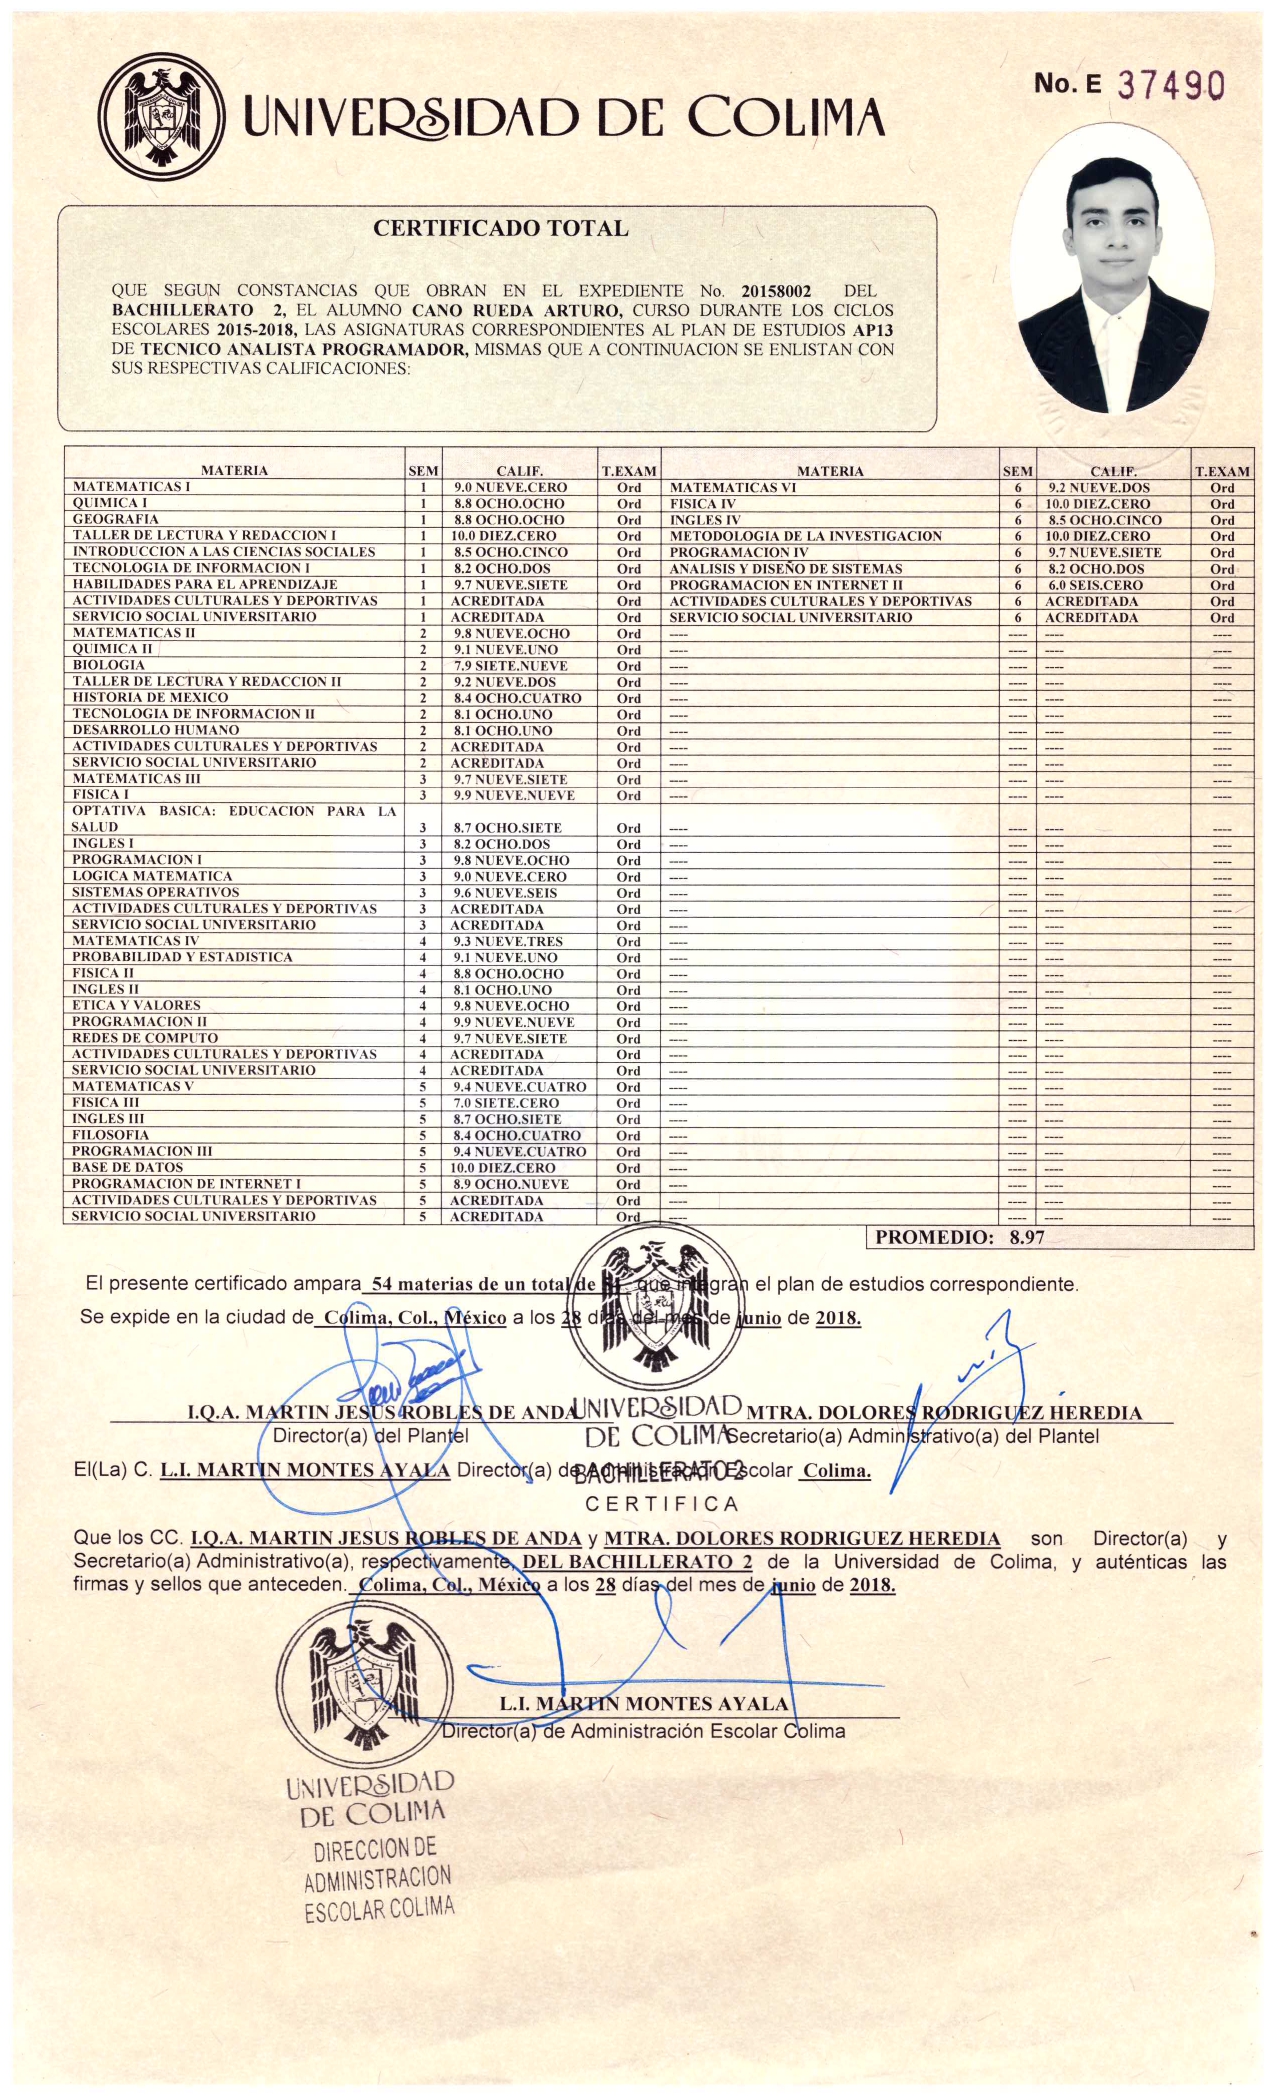 UNIVERSIDAD DE COLIMA
No. E 37490
CERTIFICADO TOTAL
QUE SEGUN CONSTANCIAS QUE OBRAN EN EL EXPEDIENTE No. 20158002 DEL
BACHILLERATO 2, EL ALUMNO CANO RUEDA ARTURO, CURSO DURANTE LOS CICLOS
ESCOLARES 2015-2018, LAS ASIGNATURAS CORRESPONDIENTES AL PLAN DE ESTUDIOS AP13
DE TECNICO ANALISTA PROGRAMADOR, MISMAS QUE A CONTINUACION SE ENLISTAN CON
SUS RESPECTIVAS CALIFICACIONES:
MATERIA SEM CALIF. T.EXAM MATERIA SEM CALIF. T.EXAM
MATEMATICAS I 1 9.0 NUEVE.CERO Ord MATEMATICAS VI 6 9.2 NUEVE.DOS Ord
QUIMICA I 1 8.8 OCHO.OCHO Ord FISICA IV 6 10.0 DIEZ.CERO Ord
GEOGRAFIA 1 8.8 OCHO.OCHO Ord INGLES IV 6 8.5 OCHO.CINCO Ord
TALLER DE LECTURA Y REDACCION I 1 10.0 DIEZ.CERO Ord METODOLOGIA DE LA INVESTIGACION 6 10.0 DIEZ.CERO Ord
INTRODUCCION A LAS CIENCIAS SOCIALES 1 8.5 OCHO.CINCO Ord PROGRAMACION IV 6 9.7 NUEVE.SIETE Ord
TECNOLOGIA DE INFORMACION I 1 8.2 OCHO.DOS Ord ANALISIS Y DISEÑO DE SISTEMAS 6 8.2 OCHO.DOS Ord
HABILIDADES PARA EL APRENDIZAJE 1 9.7 NUEVE.SIETE Ord PROGRAMACION EN INTERNET II 6 6.0 SEIS.CERO Ord
ACTIVIDADES CULTURALES Y DEPORTIVAS 1 ACREDITADA Ord ACTIVIDADES CULTURALES Y DEPORTIVAS 6 ACREDITADA Ord
SERVICIO SOCIAL UNIVERSITARIO 1 ACREDITADA Ord SERVICIO SOCIAL UNIVERSITARIO 6 ACREDITADA Ord
MATEMATICAS II 2 9.8 NUEVE.OCHO Ord ---- ---- ---- ----
QUIMICA II 2 9.1 NUEVE.UNO Ord ---- ---- ---- ----
BIOLOGIA 2 7.9 SIETE.NUEVE Ord ---- ---- ---- ----
TALLER DE LECTURA Y REDACCION II 2 9.2 NUEVE.DOS Ord ---- ---- ---- ----
HISTORIA DE MEXICO 2 8.4 OCHO.CUATRO Ord ---- ---- ---- ----
TECNOLOGIA DE INFORMACION II 2 8.1 OCHO.UNO Ord ---- ---- ---- ----
DESARROLLO HUMANO 2 8.1 OCHO.UNO Ord ---- ---- ---- ----
ACTIVIDADES CULTURALES Y DEPORTIVAS 2 ACREDITADA Ord ---- ---- ---- ----
SERVICIO SOCIAL UNIVERSITARIO 2 ACREDITADA Ord ---- ---- ---- ----
MATEMATICAS III 3 9.7 NUEVE.SIETE Ord ---- ---- ---- ----
FISICA I 3 9.9 NUEVE.NUEVE Ord ---- ---- ---- ----
OPTATIVA BASICA: EDUCACION PARA LA
SALUD 3 8.7 OCHO.SIETE Ord ---- ---- ---- ----
INGLES I 3 8.2 OCHO.DOS Ord ---- ---- ---- ----
PROGRAMACION I 3 9.8 NUEVE.OCHO Ord ---- ---- ---- ----
LOGICA MATEMATICA 3 9.0 NUEVE.CERO Ord ---- ---- ---- ----
SISTEMAS OPERATIVOS 3 9.6 NUEVE.SEIS Ord ---- ---- ---- ----
ACTIVIDADES CULTURALES Y DEPORTIVAS 3 ACREDITADA Ord ---- ---- ---- ----
SERVICIO SOCIAL UNIVERSITARIO 3 ACREDITADA Ord ---- ---- ---- ----
MATEMATICAS IV 4 9.3 NUEVE.TRES Ord ---- ---- ---- ----
PROBABILIDAD Y ESTADISTICA 4 9.1 NUEVE.UNO Ord ---- ---- ---- ----
FISICA II 4 8.8 OCHO.OCHO Ord ---- ---- ---- ----
INGLES II 4 8.1 OCHO.UNO Ord ---- ---- ---- ----
ETICA Y VALORES 4 9.8 NUEVE.OCHO Ord ---- ---- ---- ----
PROGRAMACION II 4 9.9 NUEVE.NUEVE Ord ---- ---- ---- ----
REDES DE COMPUTO 4 9.7 NUEVE.SIETE Ord ---- ---- ---- ----
ACTIVIDADES CULTURALES Y DEPORTIVAS 4 ACREDITADA Ord ---- ---- ---- ----
SERVICIO SOCIAL UNIVERSITARIO 4 ACREDITADA Ord ---- ---- ---- ----
MATEMATICAS V 5 9.4 NUEVE.CUATRO Ord ---- ---- ---- ----
FISICA III 5 7.0 SIETE.CERO Ord ---- ---- ---- ----
INGLES III 5 8.7 OCHO.SIETE Ord ---- ---- ---- ----
FILOSOFIA 5 8.4 OCHO.CUATRO Ord ---- ---- ---- ----
PROGRAMACION III 5 9.4 NUEVE.CUATRO Ord ---- ---- ---- ----
BASE DE DATOS 5 10.0 DIEZ.CERO Ord ---- ---- ---- ----
PROGRAMACION DE INTERNET I 5 8.9 OCHO.NUEVE Ord ---- ---- ---- ----
ACTIVIDADES CULTURALES Y DEPORTIVAS 5 ACREDITADA Ord ---- ---- ---- ----
SERVICIO SOCIAL UNIVERSITARIO 5 ACREDITADA Ord ---- ---- ---- ----
PROMEDIO: 8.97
El presente certificado ampara 54 materias de un total de que integran el plan de estudios correspondiente.
Se expide en la ciudad de Colima, Col., México a los 28 días del mes de junio de 2018.
I.Q.A. MARTIN JESUS ROBLES DE ANDA
Director(a) del Plantel
UNIVERSIDAD
DE COLIMA
BACHILLERATO 2
MTRA. DOLORES RODRIGUEZ HEREDIA
Secretario(a) Administrativo(a) del Plantel
El(La) C. L.I. MARTIN MONTES AYALA Director(a) de Administración Escolar Colima.
CERTIFICA
Que los CC. I.Q.A. MARTIN JESUS ROBLES DE ANDA y MTRA. DOLORES RODRIGUEZ HEREDIA son Director(a) y
Secretario(a) Administrativo(a), respectivamente, DEL BACHILLERATO 2 de la Universidad de Colima, y auténticas las
firmas y sellos que anteceden. Colima, Col., México a los 28 días del mes de junio de 2018.
L.I. MARTIN MONTES AYALA
Director(a) de Administración Escolar Colima
UNIVERSIDAD
DE COLIMA
DIRECCION DE
ADMINISTRACION
ESCOLAR COLIMA